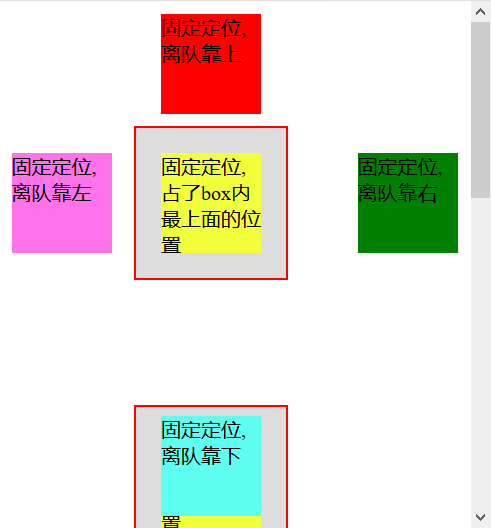 固定定位,
离队靠上
固定定位,
离队靠左
固定定位,
占了box内
最上面的位
置
固定定位,
离队靠右
固定定位,
离队靠下
置